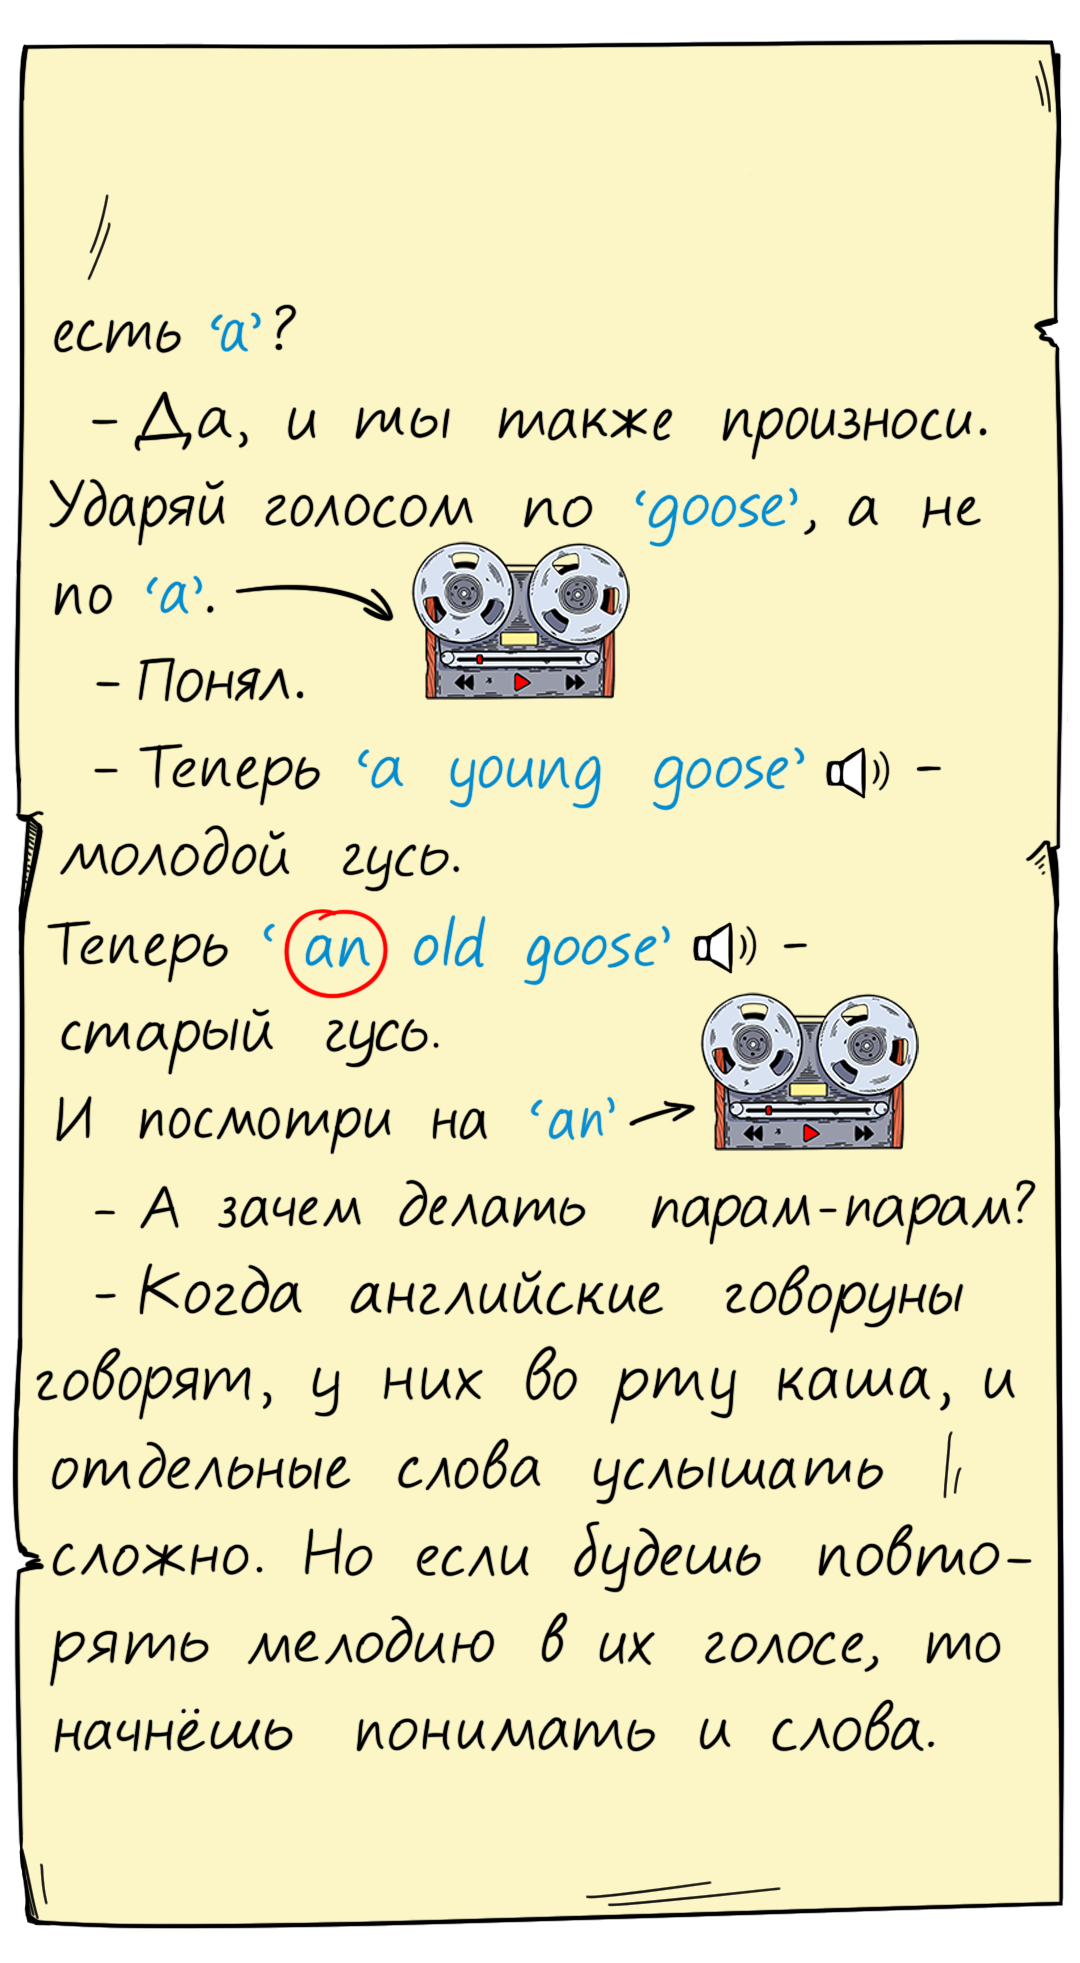 есть ‘a’?
– Да, и ты также произноси.
Ударяй голосом по ‘goose’, а не
по ‘a’.
– Понял.
– Теперь ‘a young goose’ –
молодой гусь.
Теперь ‘an old goose’ –
старый гусь.
И посмотри на ‘an’
– А зачем делать парам-парам?
– Когда английские говоруны
говорят, у них во рту каша, и
отдельные слова услышать
сложно. Но если будешь повто-
рять мелодию в их голосе, то
начнёшь понимать и слова.